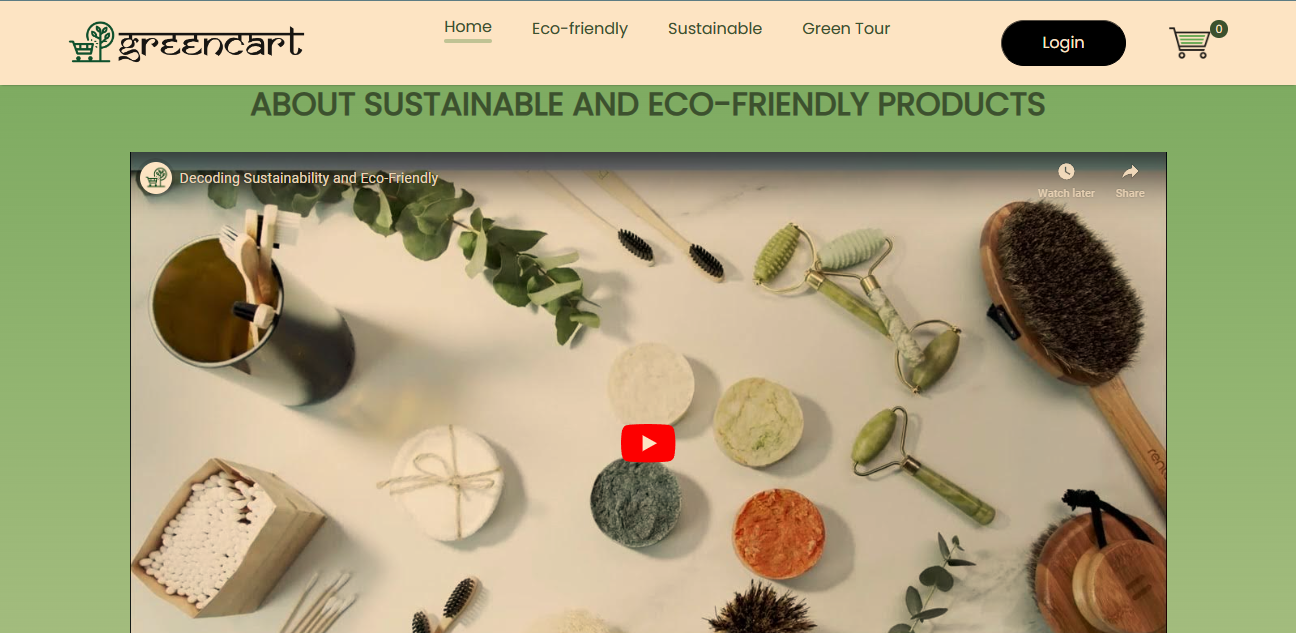 greencart
Home Eco-friendly Sustainable Green Tour
Login
0
ABOUT SUSTAINABLE AND ECO-FRIENDLY PRODUCTS
Decoding Sustainability and Eco-Friendly
Watch later Share